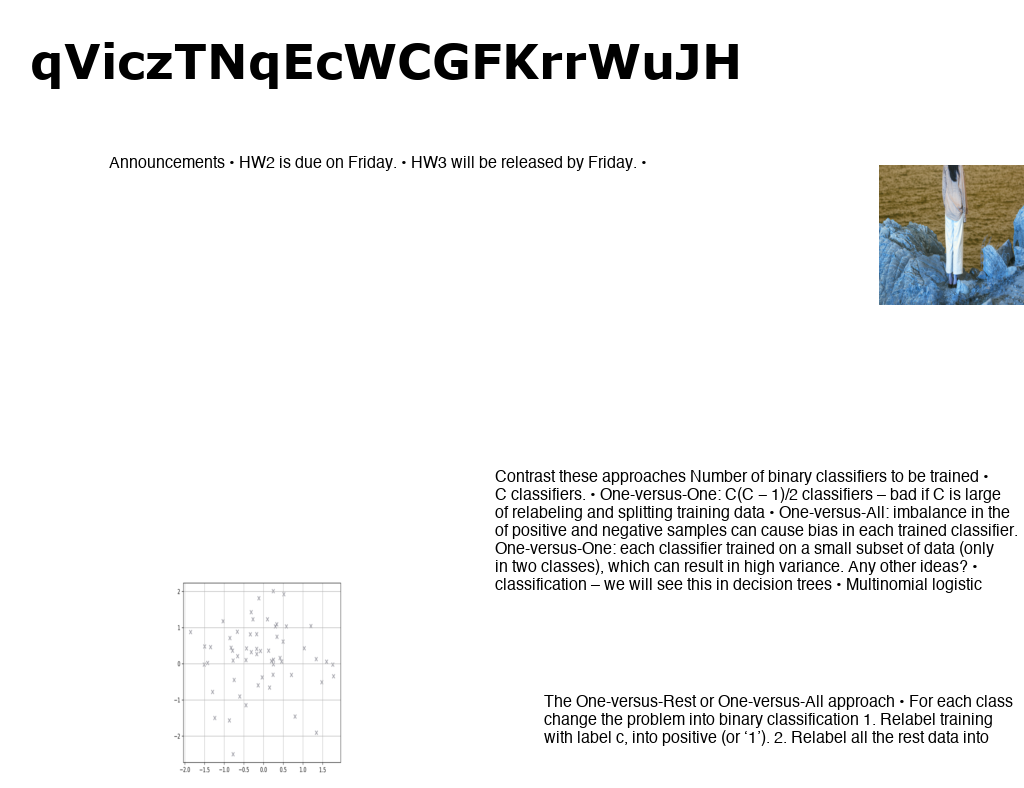 qViczTNqEcWCGFKrrWuJH
Announcements • HW2 is due on Friday. • HW3 will be released by Friday. •
Contrast these approaches Number of binary classifiers to be trained •
C classifiers. • One-versus-One: C(C – 1)/2 classifiers – bad if C is large
of relabeling and splitting training data • One-versus-All: imbalance in the
of positive and negative samples can cause bias in each trained classifier.
One-versus-One: each classifier trained on a small subset of data (only
in two classes), which can result in high variance. Any other ideas? •
classification – we will see this in decision trees • Multinomial logistic
2
1
0
−1
−2
−2.0 −1.5 −1.0 −0.5 0.0 0.5 1.0 1.5
The One-versus-Rest or One-versus-All approach • For each class
change the problem into binary classification 1. Relabel training
with label c, into positive (or ‘1’). 2. Relabel all the rest data into